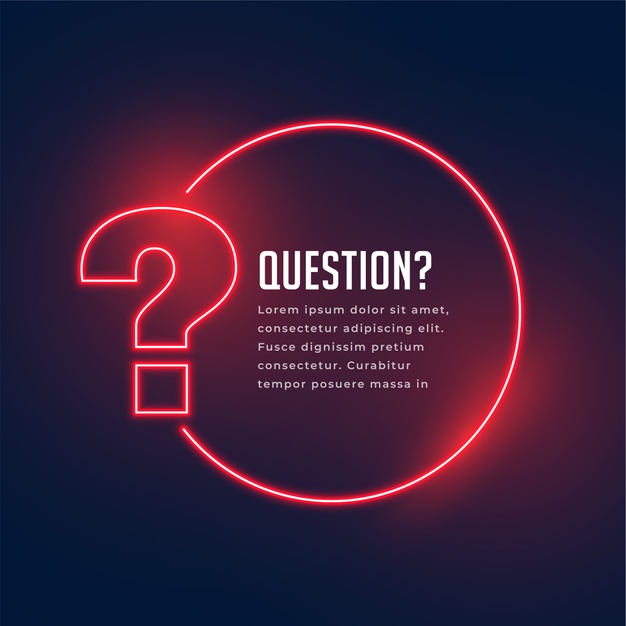 QUESTION?
Lorem ipsum dolor sit amet,
consectetur adipiscing elit.
Fusce dignissim pretium
consectetur. Curabitur
tempor posuere massa in